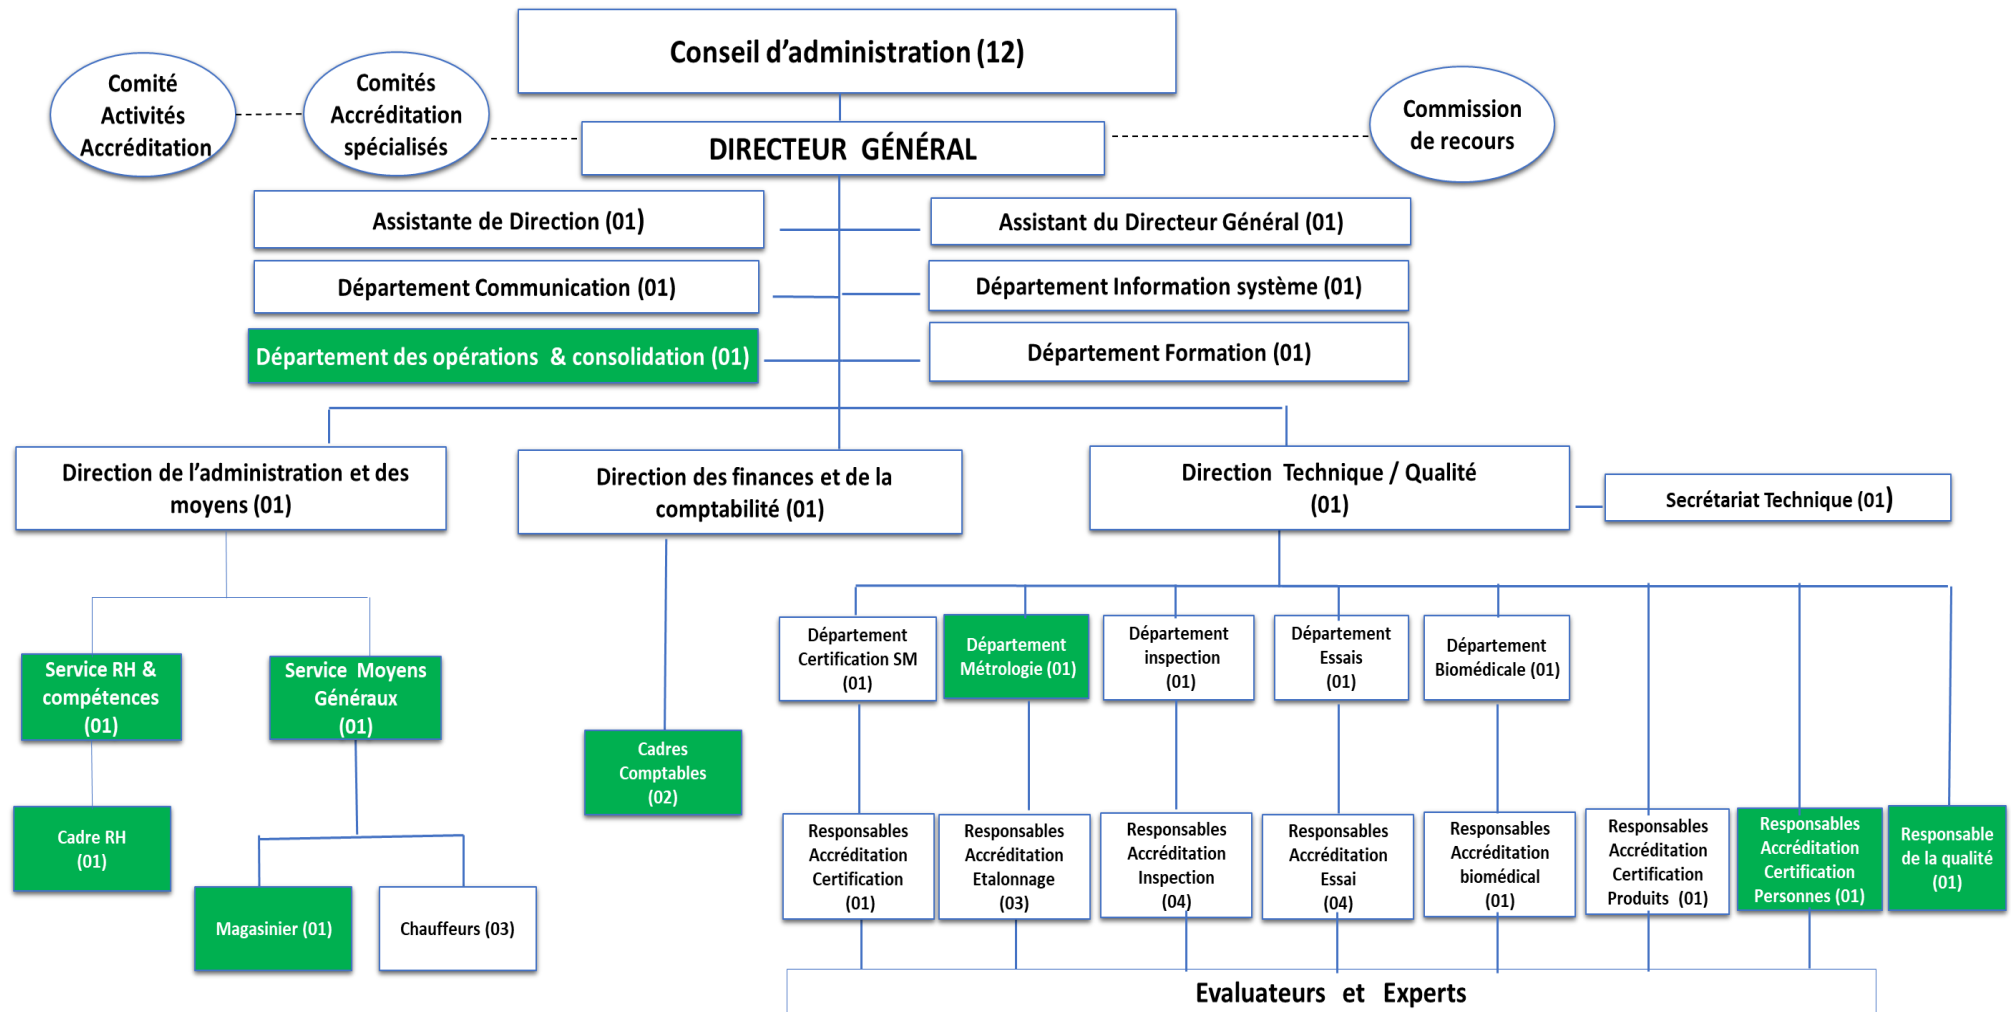 Conseil d’administration (12)
Comité
Activités
Accréditation
Comités
Accréditation
spécialisés
DIRECTEUR GÉNÉRAL
Commission
de recours
Assistante de Direction (01)
Assistant du Directeur Général (01)
Département Communication (01)
Département Information système (01)
Département des opérations & consolidation (01)
Département Formation (01)
Direction de l’administration et des
moyens (01)
Direction des finances et de la
comptabilité (01)
Direction Technique / Qualité
(01)
Secrétariat Technique (01)
Service RH &
compétences
(01)
Service Moyens
Généraux
(01)
Cadres
Comptables
(02)
Département
Certification SM
(01)
Département
Métrologie (01)
Département
inspection
(01)
Département
Essais
(01)
Département
Biomédicale (01)
Cadre RH
(01)
Magasinier (01)
Chauffeurs (03)
Responsables
Accréditation
Certification
(01)
Responsables
Accréditation
Etalonnage
(03)
Responsables
Accréditation
Inspection
(04)
Responsables
Accréditation
Essai
(04)
Responsables
Accréditation
biomédical
(01)
Responsables
Accréditation
Certification
Produits (01)
Responsables
Accréditation
Certification
Personnes (01)
Responsable
de la qualité
(01)
Evaluateurs et Experts